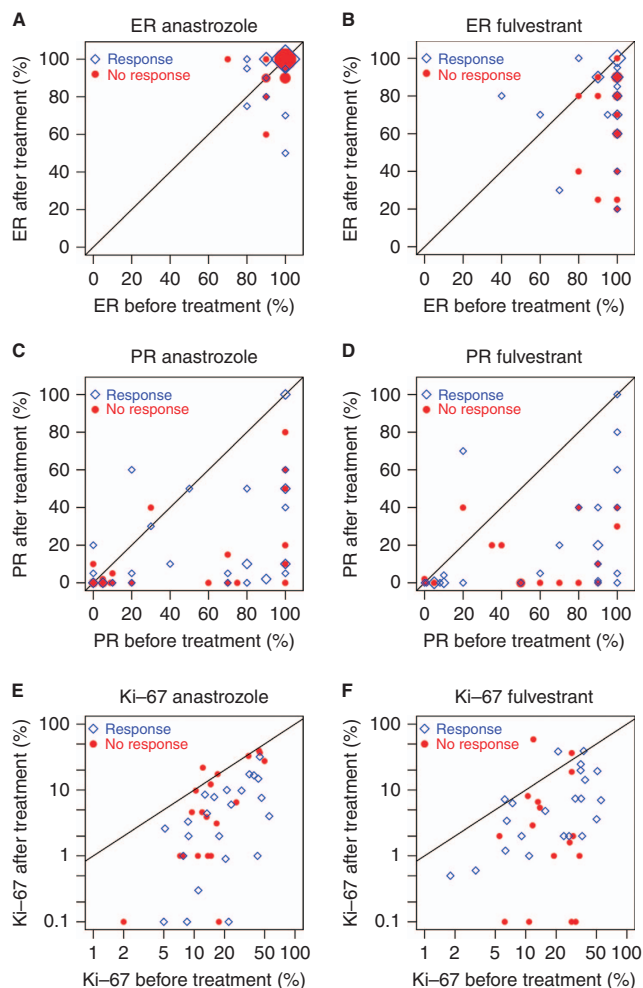 A ER anastrozole
Response
No response
ER after treatment (%)
100
80
60
40
20
0
0 20 40 60 80 100
ER before treatment (%)
B ER fulvestrant
Response
No response
ER after treatment (%)
100
80
60
40
20
0
0 20 40 60 80 100
ER before treatment (%)
C PR anastrozole
Response
No response
PR after treatment (%)
100
80
60
40
20
0
0 20 40 60 80 100
PR before treatment (%)
D PR fulvestrant
Response
No response
PR after treatment (%)
100
80
60
40
20
0
0 20 40 60 80 100
PR before treatment (%)
E Ki–67 anastrozole
Response
No response
Ki–67 after treatment (%)
100
10
1
0.1
1 2 5 10 20 50 100
Ki–67 before treatment (%)
F Ki–67 fulvestrant
Response
No response
Ki–67 after treatment (%)
100
10
1
0.1
1 2 5 10 20 50 100
Ki–67 before treatment (%)